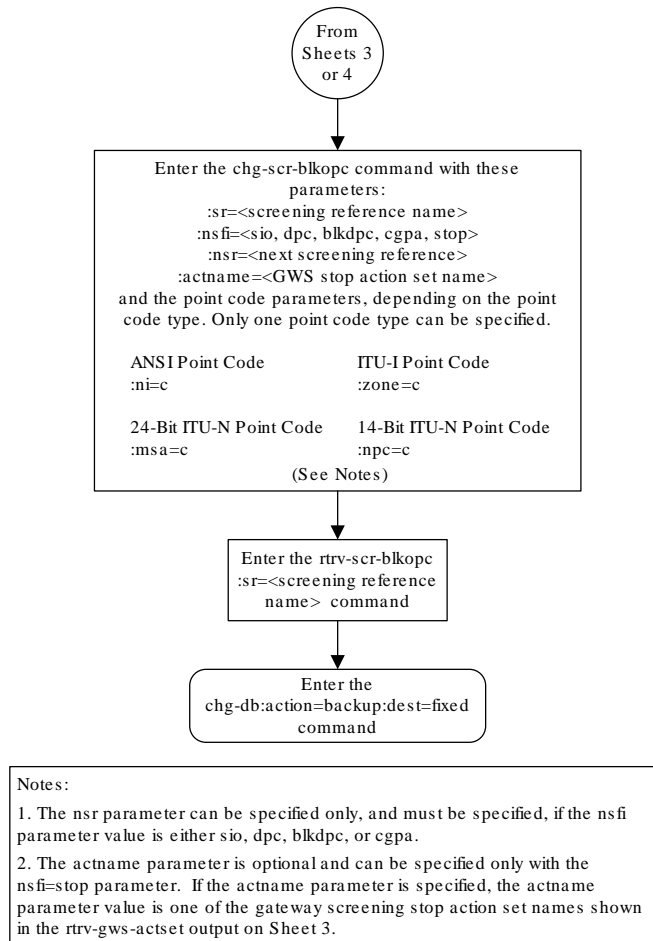 From
Sheets 3
or 4
Enter the chg-scr-blkopc command with these
parameters:
:sr=<screening reference name>
:nsfi=<sio, dpc, blkdpc, cgpa, stop>
:nsr=<next screening reference>
:actname=<GWS stop action set name>
and the point code parameters, depending on the point
code type. Only one point code type can be specified.
ANSI Point Code
:ni=c
ITU-I Point Code
:zone=c
24-Bit ITU-N Point Code
:msa=c
14-Bit ITU-N Point Code
:npc=c
(See Notes)
Enter the rtrv-scr-blkopc
:sr=<screening reference
name> command
Enter the
chg-db:action=backup:dest=fixed
command
Notes:
1. The nsr parameter can be specified only, and must be specified, if the nsfi
parameter value is either sio, dpc, blkdpc, or cgpa.
2. The actname parameter is optional and can be specified only with the
nsfi=stop parameter. If the actname parameter is specified, the actname
parameter value is one of the gateway screening stop action set names shown
in the rtrv-gws-actset output on Sheet 3.